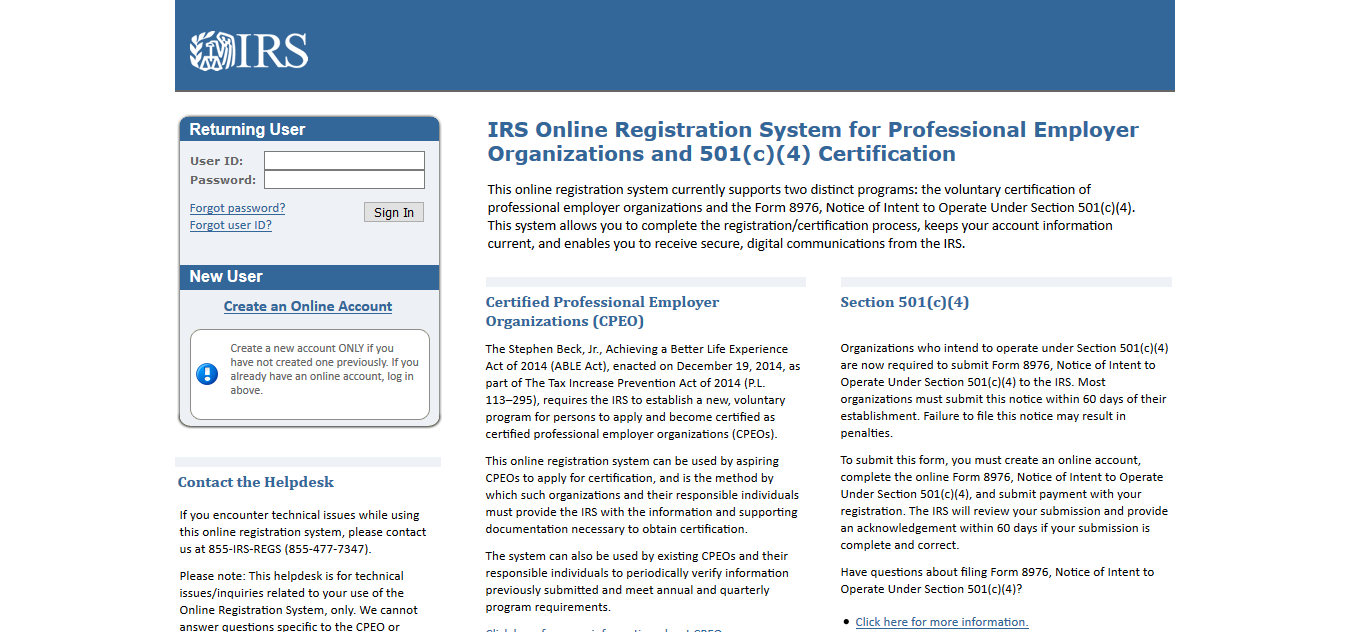 IRS
Returning User
User ID:
Password:
Forgot password?
Sign In
Forgot user ID?
New User
Create an Online Account
Create a new account ONLY if you
have not created one previously. If you
already have an online account, log in
above.
Contact the Helpdesk
If you encounter technical issues while using
this online registration system, please contact
us at 855-IRS-REGS (855-477-7347).
Please note: This helpdesk is for technical
issues/inquiries related to your use of the
Online Registration System, only. We cannot
answer questions specific to the CPEO or
IRS Online Registration System for Professional Employer
Organizations and 501(c)(4) Certification
This online registration system currently supports two distinct programs: the voluntary certification of
professional employer organizations and the Form 8976, Notice of Intent to Operate Under Section 501(c)(4).
This system allows you to complete the registration/certification process, keeps your account information
current, and enables you to receive secure, digital communications from the IRS.
Certified Professional Employer
Organizations (CPEO)
The Stephen Beck, Jr., Achieving a Better Life Experience
Act of 2014 (ABLE Act), enacted on December 19, 2014, as
part of The Tax Increase Prevention Act of 2014 (P.L.
113–295), requires the IRS to establish a new, voluntary
program for persons to apply and become certified as
certified professional employer organizations (CPEOs).
This online registration system can be used by aspiring
CPEOs to apply for certification, and is the method by
which such organizations and their responsible individuals
must provide the IRS with the information and supporting
documentation necessary to obtain certification.
The system can also be used by existing CPEOs and their
responsible individuals to periodically verify information
previously submitted and meet annual and quarterly
program requirements.
Section 501(c)(4)
Organizations who intend to operate under Section 501(c)(4)
are now required to submit Form 8976, Notice of Intent to
Operate Under Section 501(c)(4) to the IRS. Most
organizations must submit this notice within 60 days of their
establishment. Failure to file this notice may result in
penalties.
To submit this form, you must create an online account,
complete the online Form 8976, Notice of Intent to Operate
Under Section 501(c)(4), and submit payment with your
registration. The IRS will review your submission and provide
an acknowledgement within 60 days if your submission is
complete and correct.
Have questions about filing Form 8976, Notice of Intent to
Operate Under Section 501(c)(4)?
• Click here for more information.